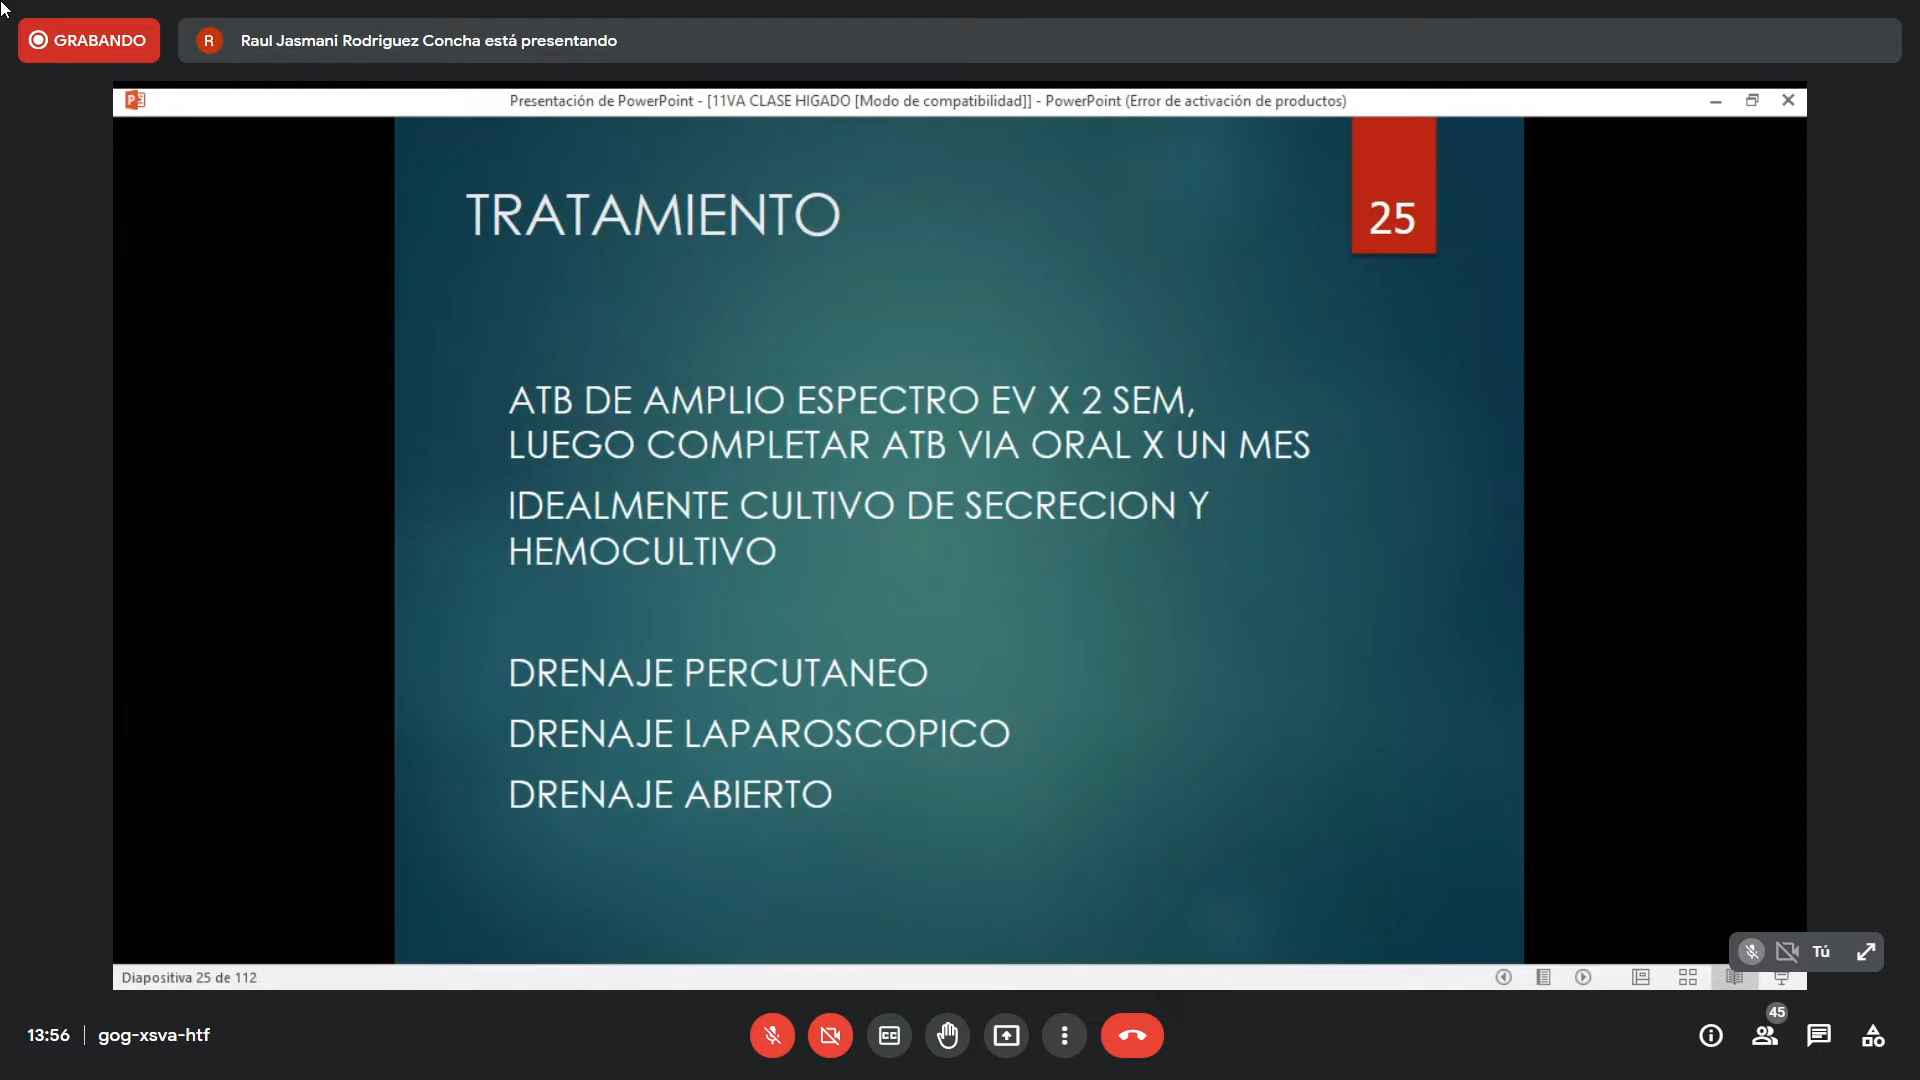 GRABANDO
R Raul Jasmani Rodriguez Concha está presentando
Presentación de PowerPoint - [11VA CLASE HIGADO [Modo de compatibilidad]] - PowerPoint (Error de activación de productos)
TRATAMIENTO
25
ATB DE AMPLIO ESPECTRO EV X 2 SEM,
LUEGO COMPLETAR ATB VIA ORAL X UN MES
IDEALMENTE CULTIVO DE SECRECION Y
HEMOCULTIVO
DRENAJE PERCUTANEO
DRENAJE LAPAROSCOPICO
DRENAJE ABIERTO
Tú
Diapositiva 25 de 112
45
13:56 gog-xsva-htf